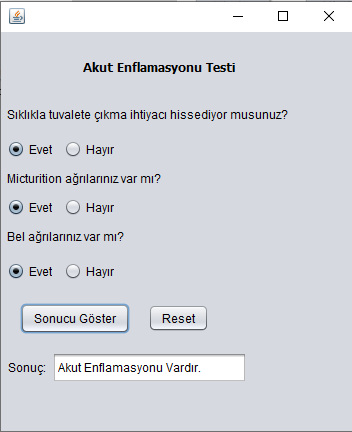 Akut Enflamasyonu Testi
Sıklıkla tuvalete çıkma ihtiyacı hissediyor musunuz?
Evet Hayır
Micturition ağrılarınız var mı?
Evet Hayır
Bel ağrılarınız var mı?
Evet Hayır
Sonucu Göster Reset
Sonuç: Akut Enflamasyonu Vardır.